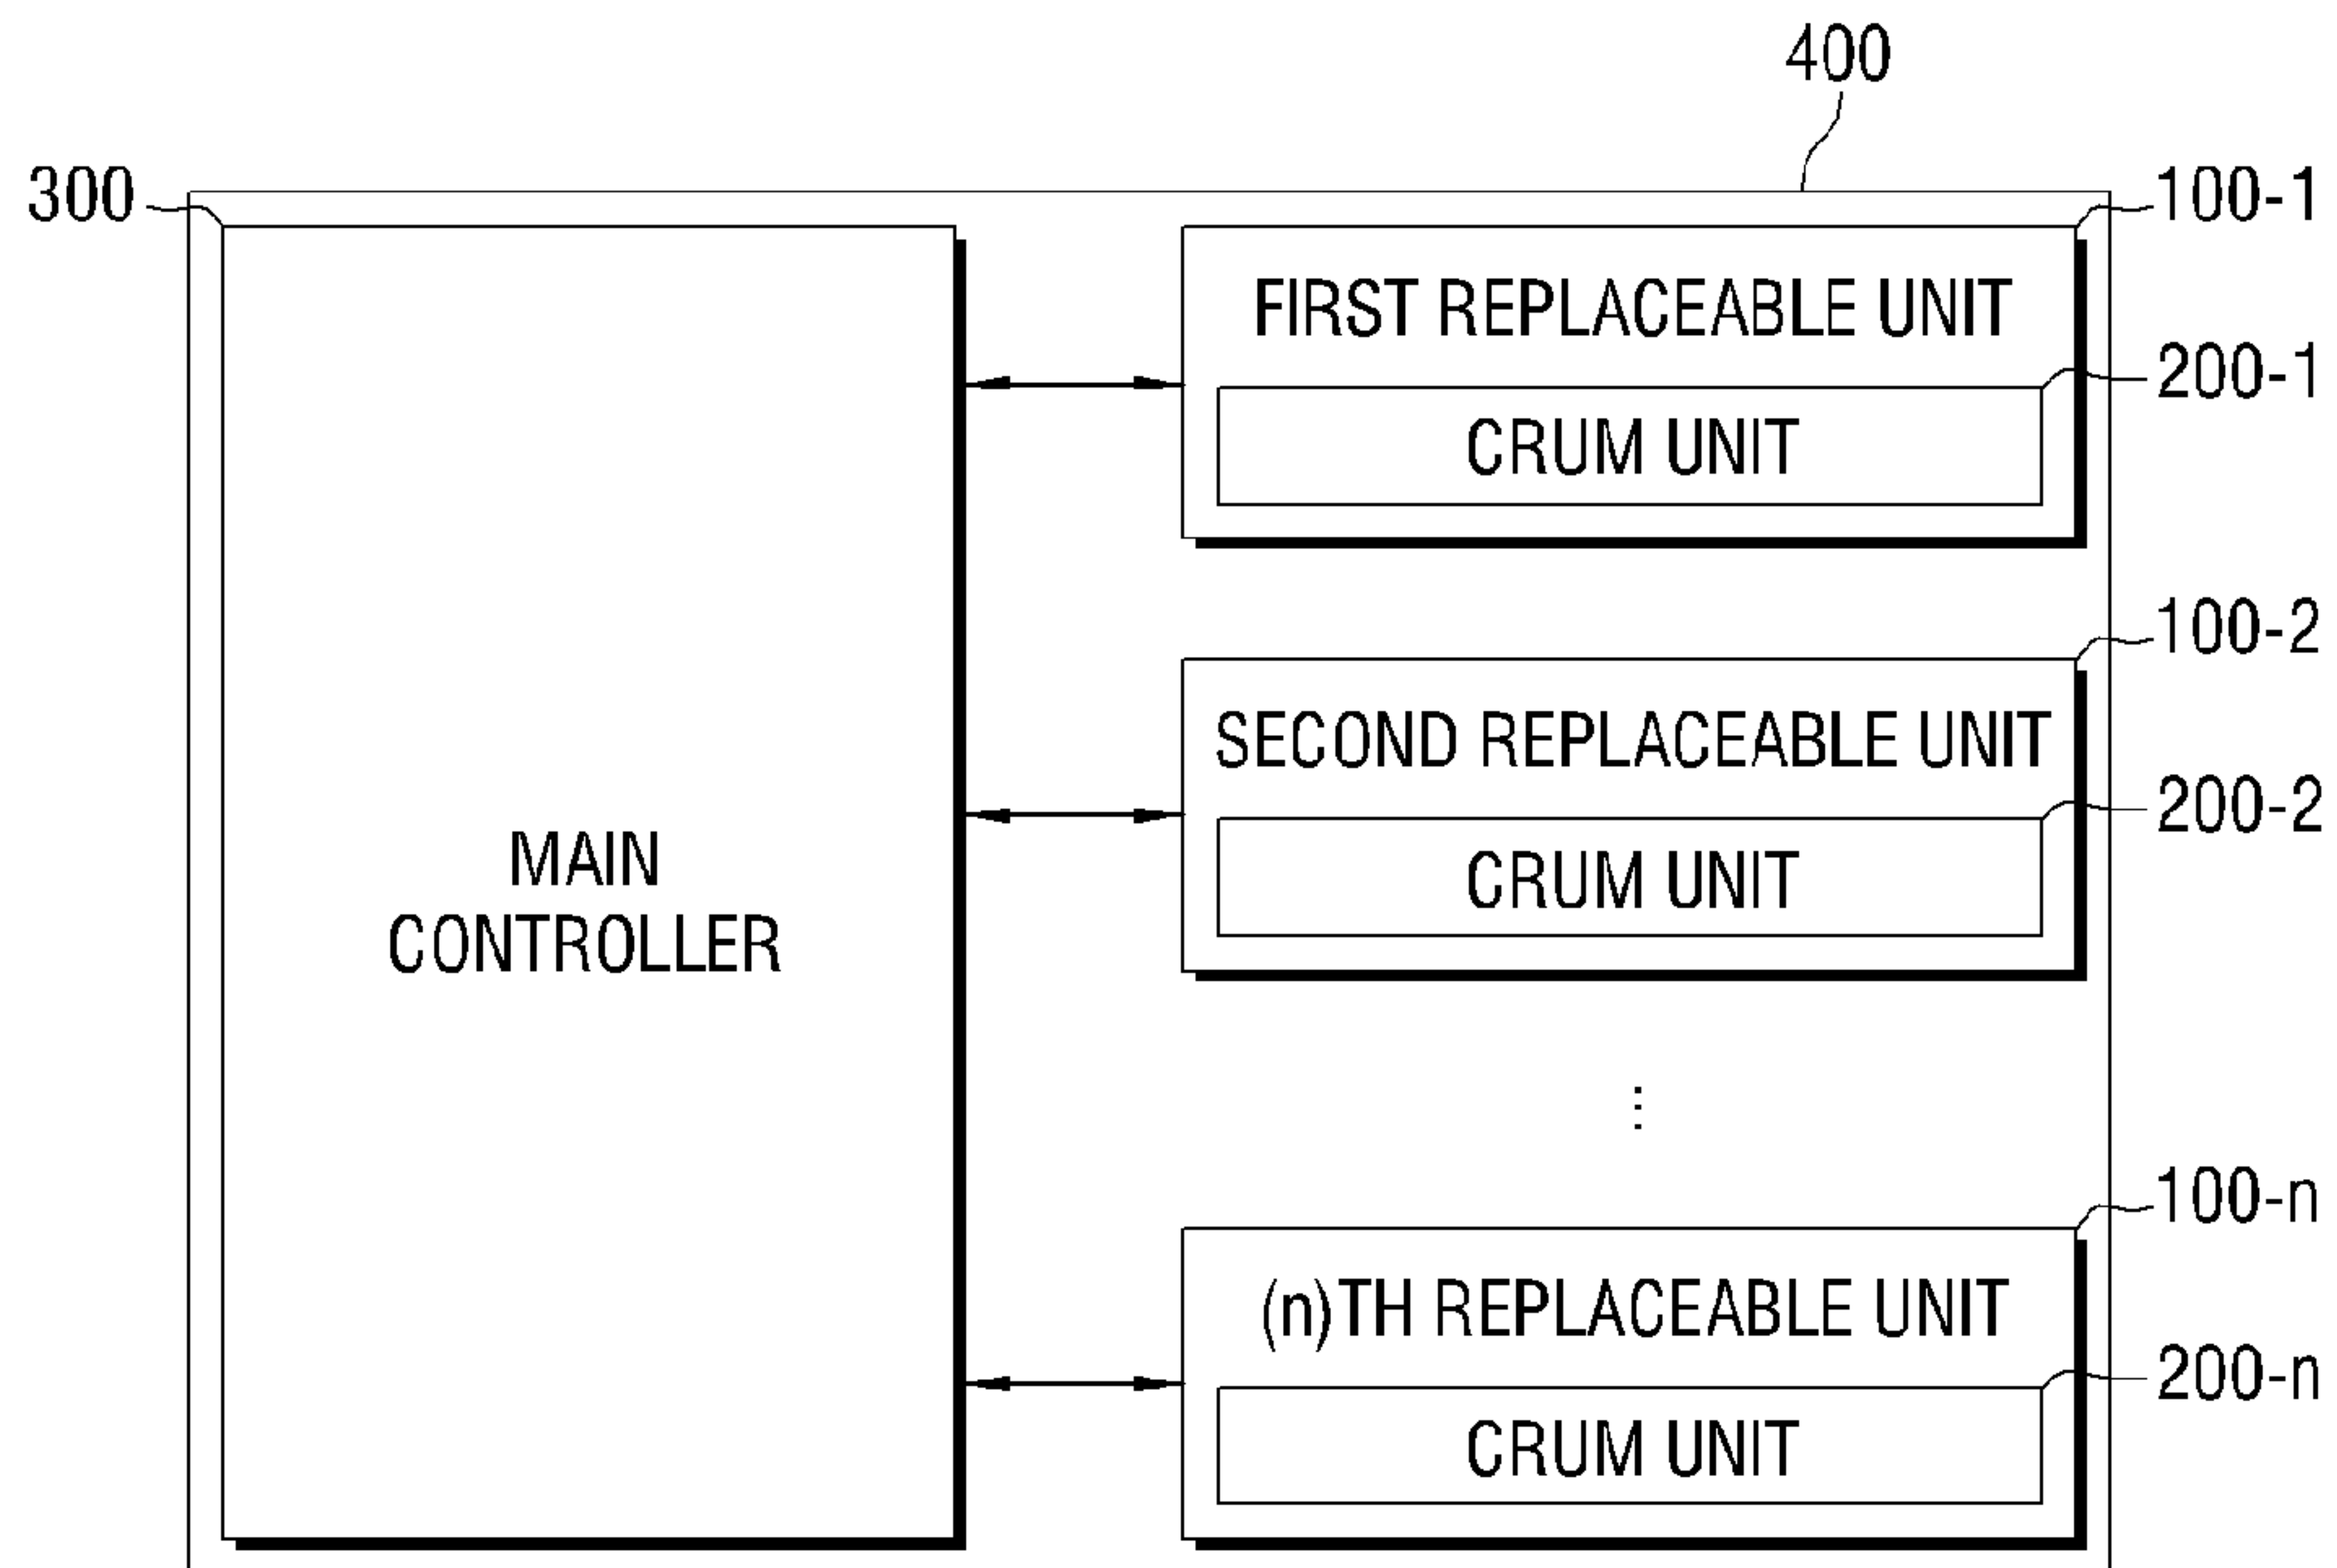 400
300
100-1
FIRST REPLACEABLE UNIT
200-1
CRUM UNIT
100-2
SECOND REPLACEABLE UNIT
200-2
CRUM UNIT
MAIN
CONTROLLER
⋮
100-n
(n)TH REPLACEABLE UNIT
200-n
CRUM UNIT